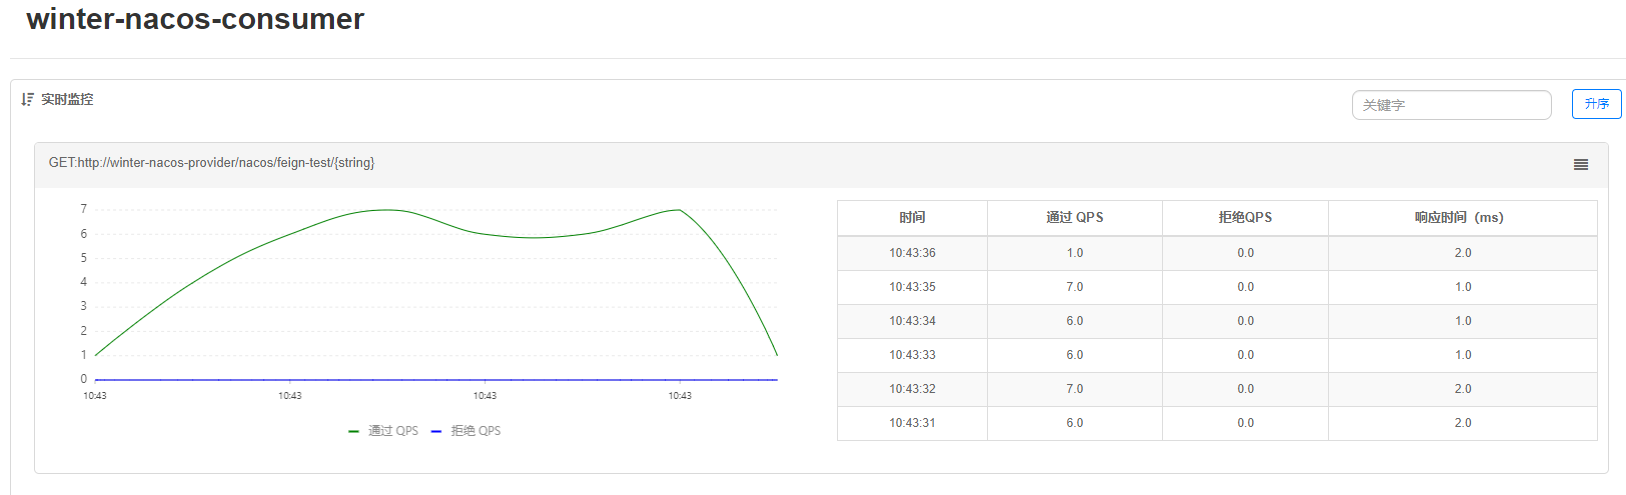 winter-nacos-consumer
实时监控
关键字
升序
GET:http://winter-nacos-provider/nacos/feign-test/{string}
7
6
5
4
3
2
1
0
10:43 10:43 10:43 10:43
通过 QPS 拒绝 QPS
时间 通过 QPS 拒绝QPS 响应时间（ms）
10:43:36 1.0 0.0 2.0
10:43:35 7.0 0.0 1.0
10:43:34 6.0 0.0 1.0
10:43:33 6.0 0.0 1.0
10:43:32 7.0 0.0 2.0
10:43:31 6.0 0.0 2.0